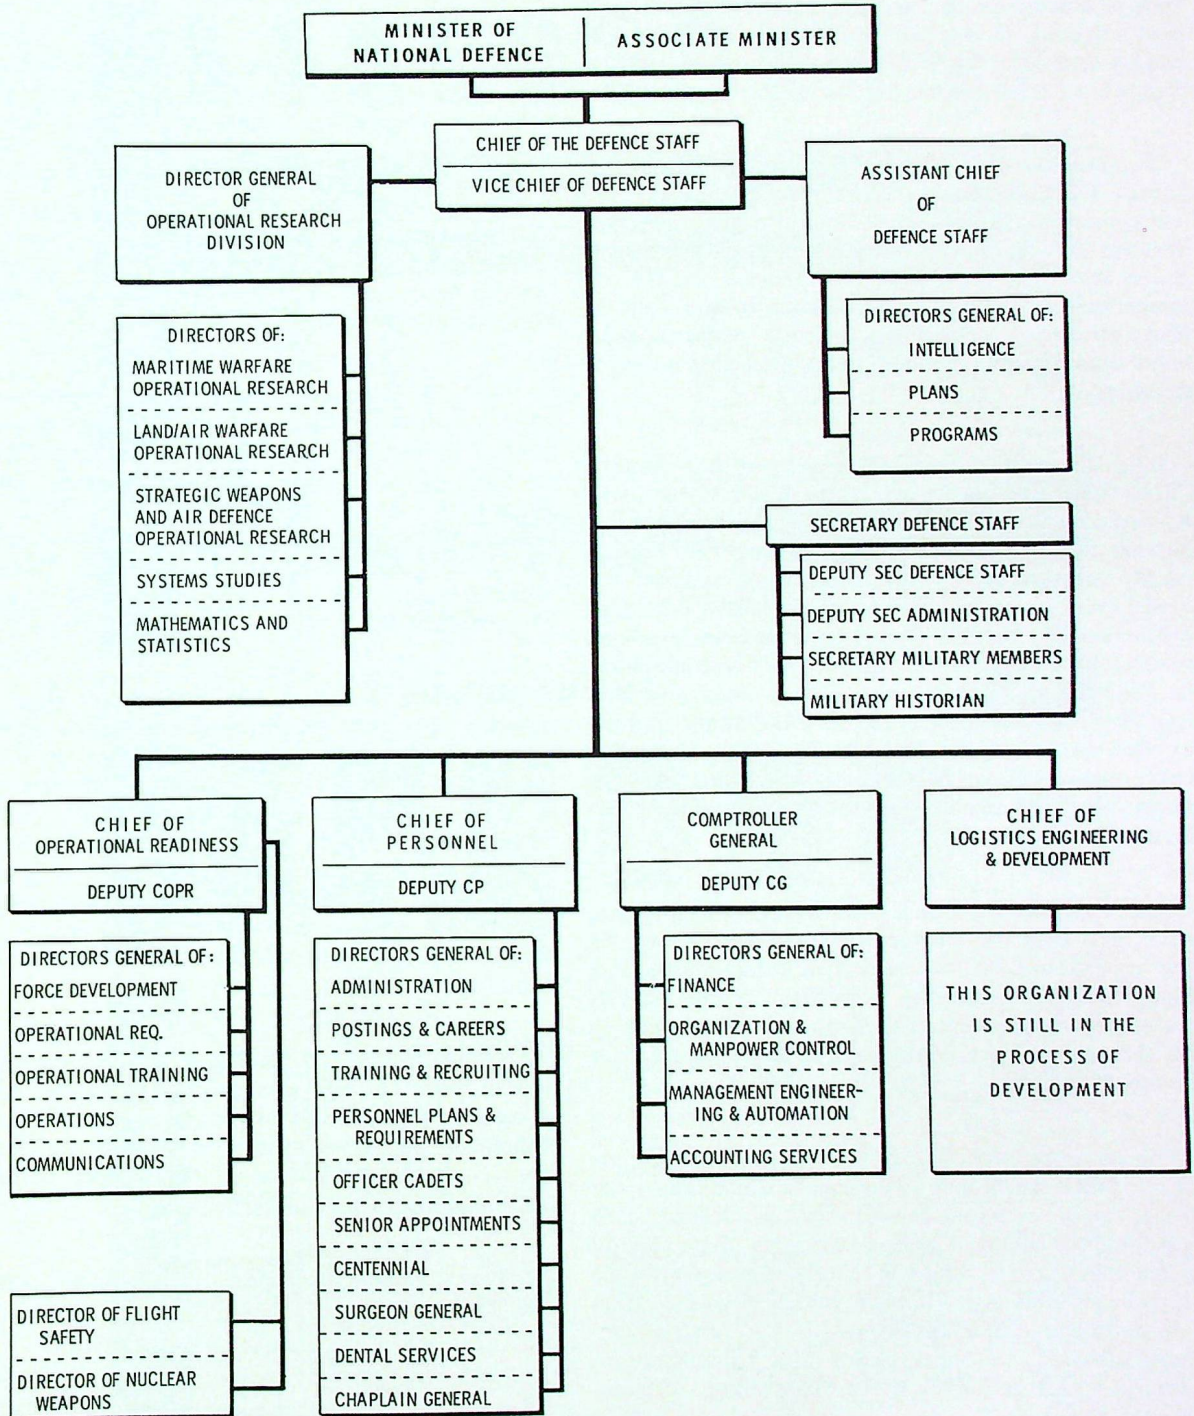 MINISTER OF
NATIONAL DEFENCE
ASSOCIATE MINISTER
CHIEF OF THE DEFENCE STAFF
VICE CHIEF OF DEFENCE STAFF
DIRECTOR GENERAL
OF
OPERATIONAL RESEARCH
DIVISION
ASSISTANT CHIEF
OF
DEFENCE STAFF
DIRECTORS OF:
MARITIME WARFARE
OPERATIONAL RESEARCH
LAND/AIR WARFARE
OPERATIONAL RESEARCH
STRATEGIC WEAPONS
AND AIR DEFENCE
OPERATIONAL RESEARCH
SYSTEMS STUDIES
MATHEMATICS AND
STATISTICS
DIRECTORS GENERAL OF:
INTELLIGENCE
PLANS
PROGRAMS
SECRETARY DEFENCE STAFF
DEPUTY SEC DEFENCE STAFF
DEPUTY SEC ADMINISTRATION
SECRETARY MILITARY MEMBERS
MILITARY HISTORIAN
CHIEF OF
OPERATIONAL READINESS
DEPUTY COPR
DIRECTORS GENERAL OF:
FORCE DEVELOPMENT
OPERATIONAL REQ.
OPERATIONAL TRAINING
OPERATIONS
COMMUNICATIONS
DIRECTOR OF FLIGHT
SAFETY
DIRECTOR OF NUCLEAR
WEAPONS
CHIEF OF
PERSONNEL
DEPUTY CP
DIRECTORS GENERAL OF:
ADMINISTRATION
POSTINGS & CAREERS
TRAINING & RECRUITING
PERSONNEL PLANS &
REQUIREMENTS
OFFICER CADETS
SENIOR APPOINTMENTS
CENTENNIAL
SURGEON GENERAL
DENTAL SERVICES
CHAPLAIN GENERAL
COMPTROLLER
GENERAL
DEPUTY CG
DIRECTORS GENERAL OF:
FINANCE
ORGANIZATION &
MANPOWER CONTROL
MANAGEMENT ENGINEER-
ING & AUTOMATION
ACCOUNTING SERVICES
CHIEF OF
LOGISTICS ENGINEERING
& DEVELOPMENT
THIS ORGANIZATION
IS STILL IN THE
PROCESS OF
DEVELOPMENT